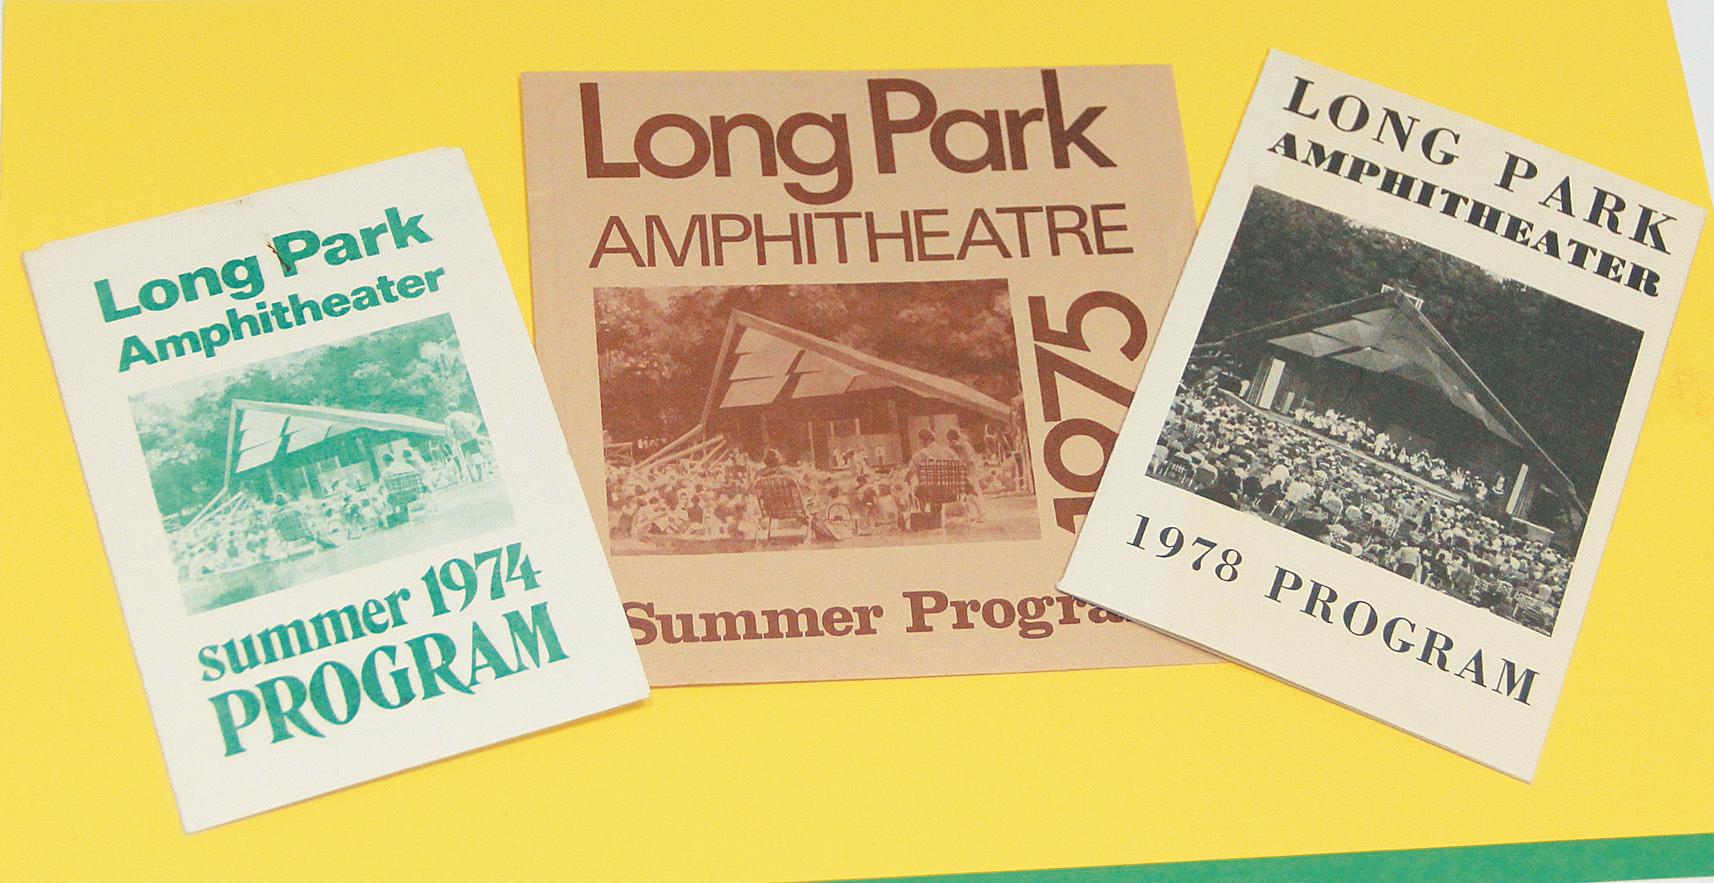 Long Park
Amphitheater
summer 1974
PROGRAM
Long Park
AMPHITHEATRE
1975
Summer Progra
LONG PARK
AMPHITHEATER
1978 PROGRAM